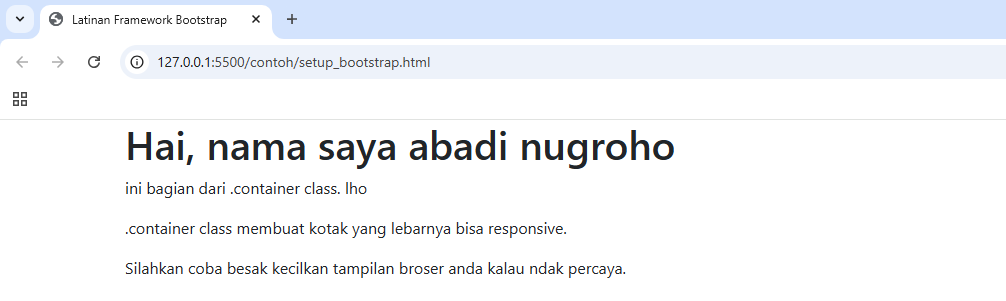 Latinan Framework Bootstrap
127.0.0.1:5500/contoh/setup_bootstrap.html
Hai, nama saya abadi nugroho
ini bagian dari .container class. lho
.container class membuat kotak yang lebarnya bisa responsive.
Silahkan coba besak kecilkan tampilan broser anda kalau ndak percaya.